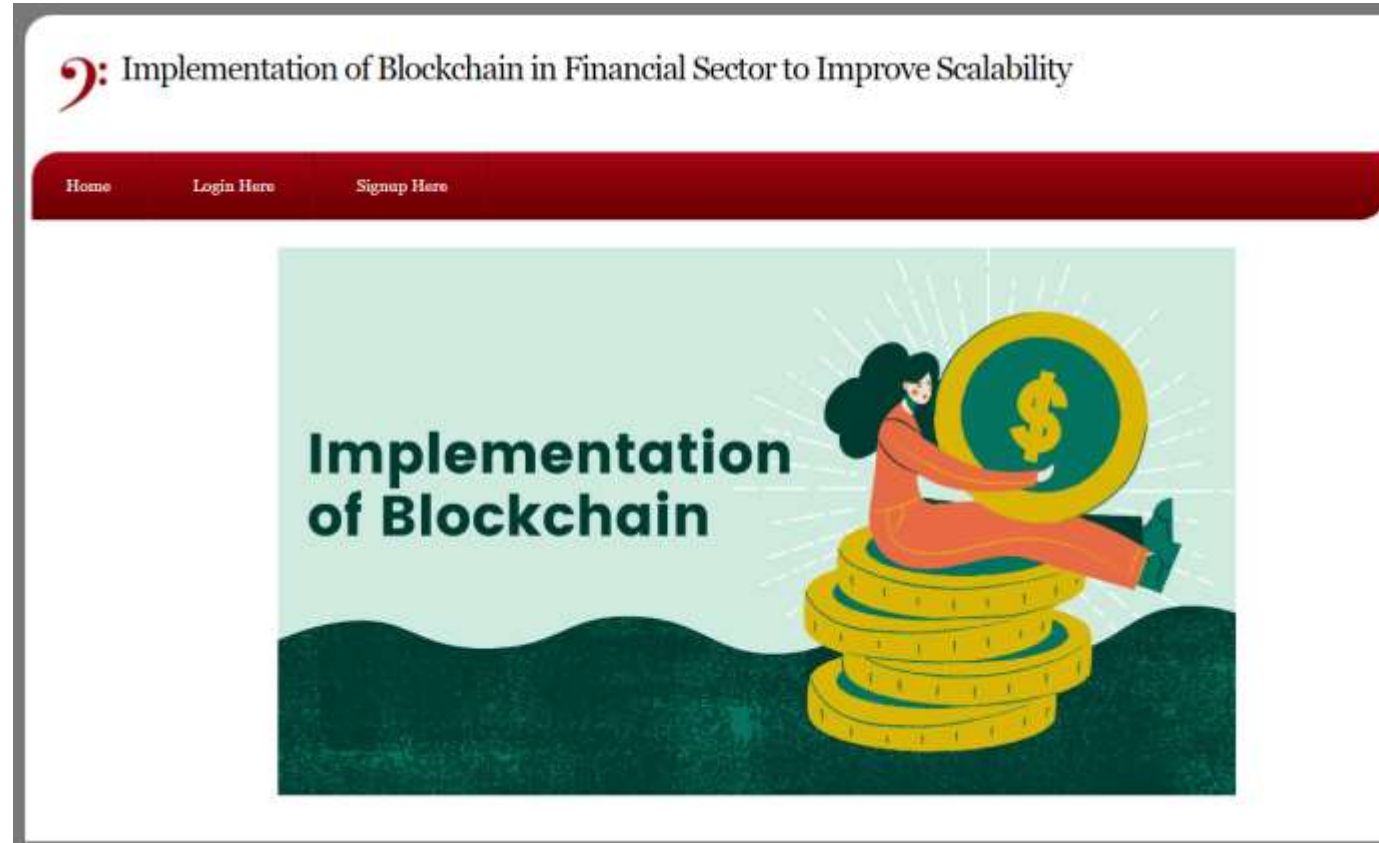 Implementation of Blockchain in Financial Sector to Improve Scalability
Home Login Here Signup Here
Implementation
of Blockchain
$